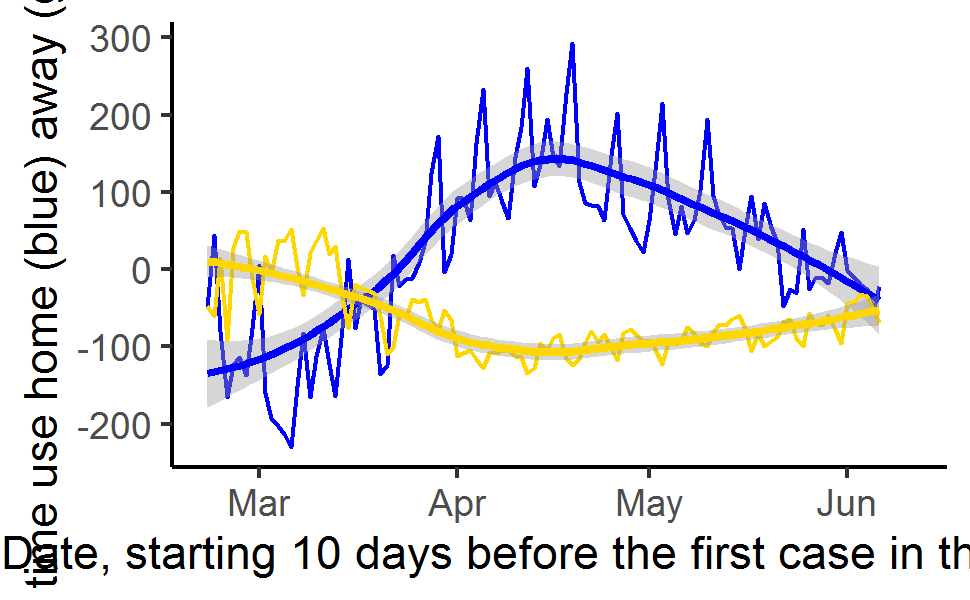 time use home (blue) away (
300
200
100
0
-100
-200
Mar Apr May Jun
Date, starting 10 days before the first case in th